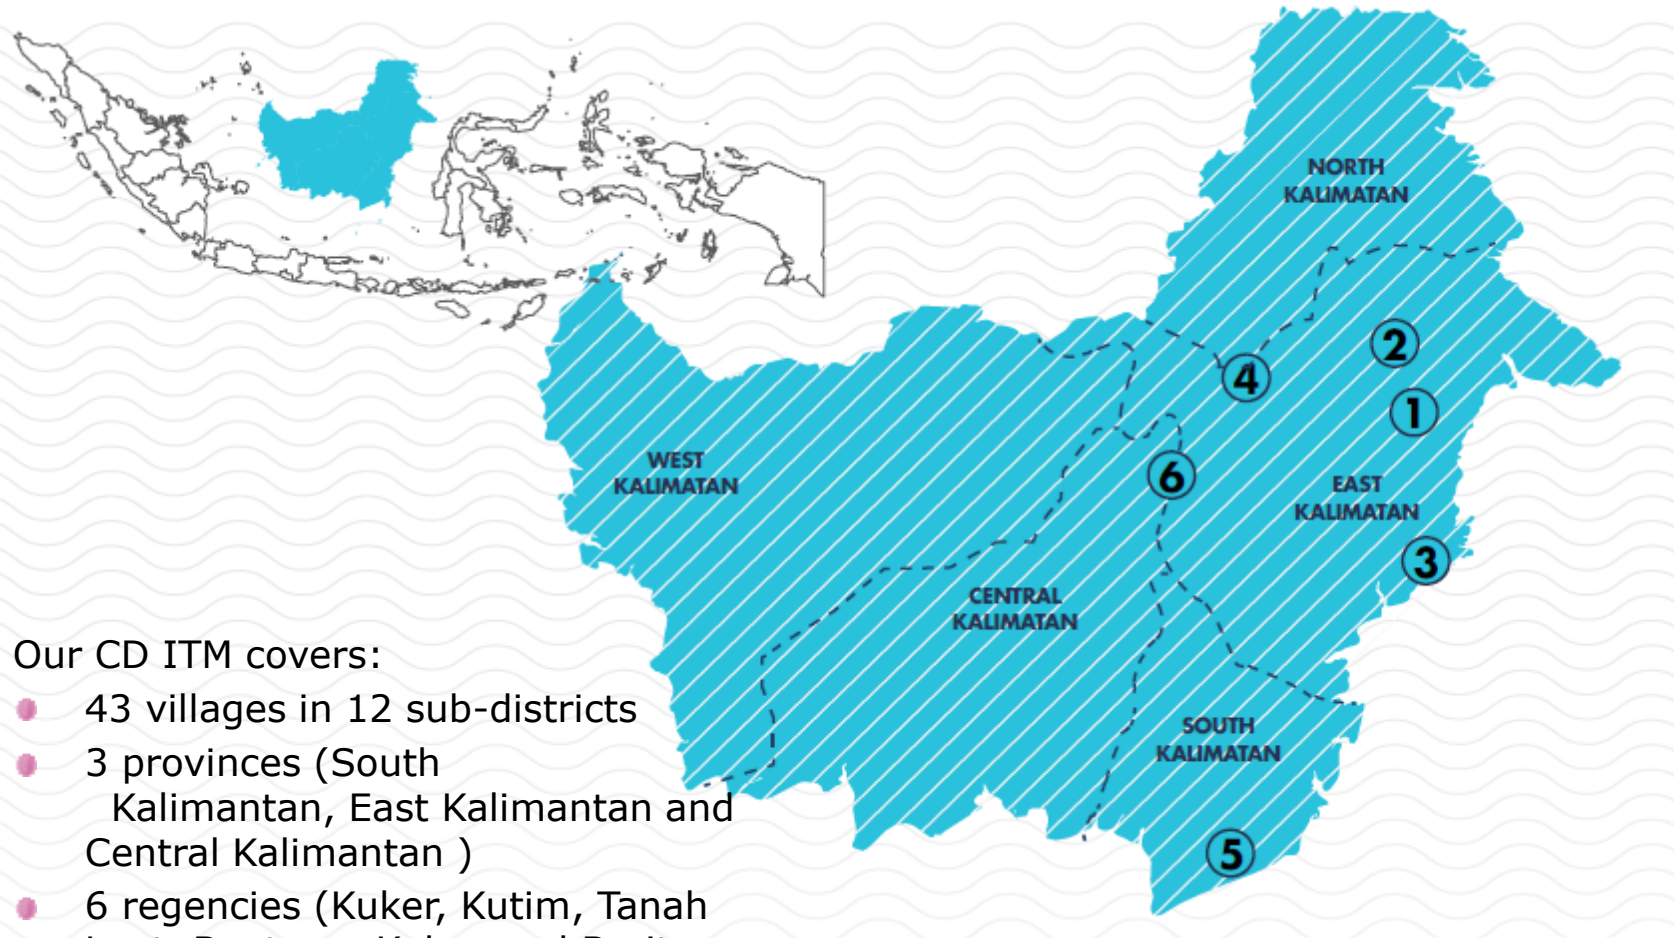 NORTH
KALIMATAN
2
4
1
WEST
KALIMATAN
6
EAST
KALIMATAN
3
CENTRAL
KALIMATAN
SOUTH
KALIMATAN
5
Our CD ITM covers:
43 villages in 12 sub-districts
3 provinces (South
Kalimantan, East Kalimantan and
Central Kalimantan )
6 regencies (Kuker, Kutim, Tanah